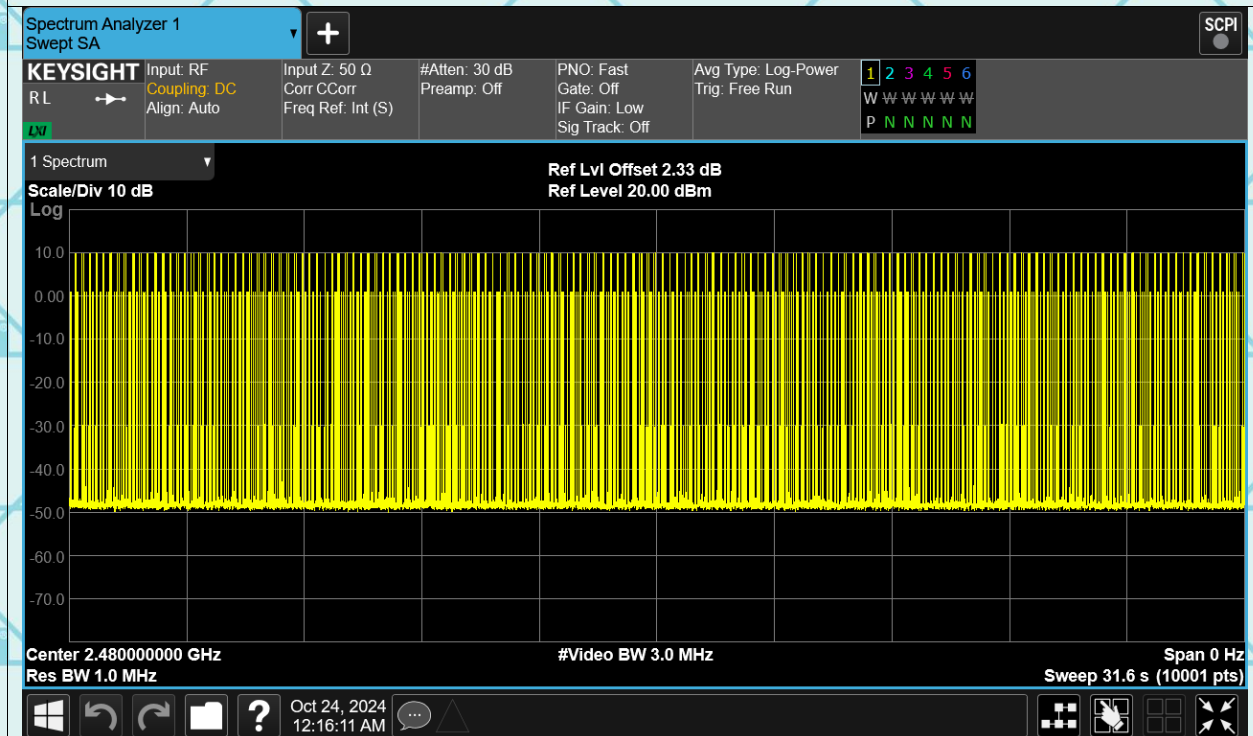 Spectrum Analyzer 1
Swept SA
SCPI
KEYSIGHT
R L
LXI
Input: RF
Coupling: DC
Align: Auto
Input Z: 50 Ω
Corr CCorr
Freq Ref: Int (S)
#Atten: 30 dB
Preamp: Off
PNO: Fast
Gate: Off
IF Gain: Low
Sig Track: Off
Avg Type: Log-Power
Trig: Free Run
1 2 3 4 5 6
W W W W W W
P N N N N N
1 Spectrum
Scale/Div 10 dB
Ref Lvl Offset 2.33 dB
Ref Level 20.00 dBm
Log
10.0
0.00
-10.0
-20.0
-30.0
-40.0
-50.0
-60.0
-70.0
Center 2.480000000 GHz
Res BW 1.0 MHz
#Video BW 3.0 MHz
Span 0 Hz
Sweep 31.6 s (10001 pts)
?
Oct 24, 2024
12:16:11 AM